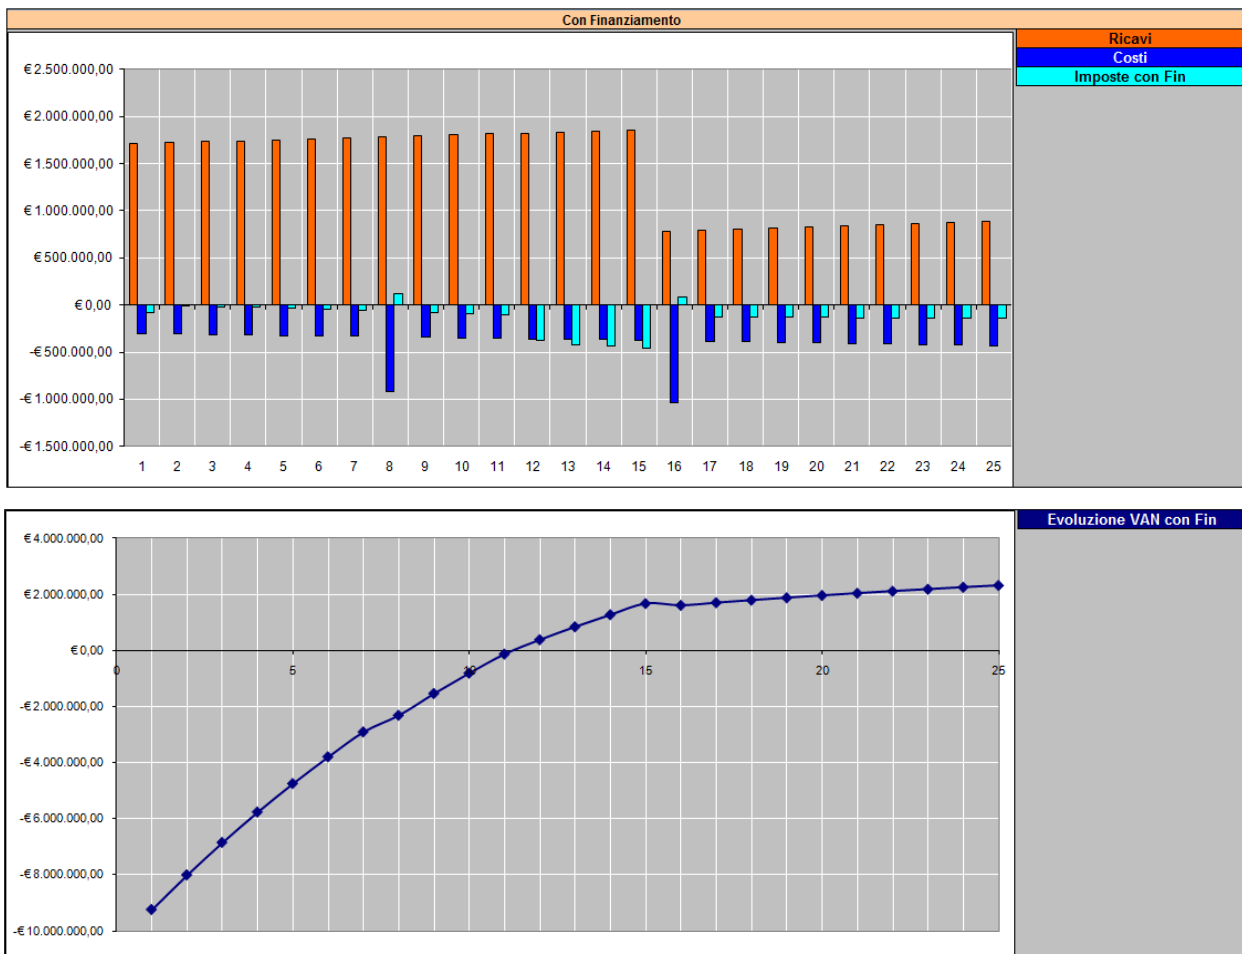 Con Finanziamento
Ricavi
Costi
Imposte con Fin
€ 2.500.000,00
€ 2.000.000,00
€ 1.500.000,00
€ 1.000.000,00
€ 500.000,00
€ 0,00
-€ 500.000,00
-€ 1.000.000,00
-€ 1.500.000,00
1 2 3 4 5 6 7 8 9 10 11 12 13 14 15 16 17 18 19 20 21 22 23 24 25
Evoluzione VAN con Fin
€ 4.000.000,00
€ 2.000.000,00
€ 0,00
0 5 10 15 20 25
-€ 2.000.000,00
-€ 4.000.000,00
-€ 6.000.000,00
-€ 8.000.000,00
-€ 10.000.000,00